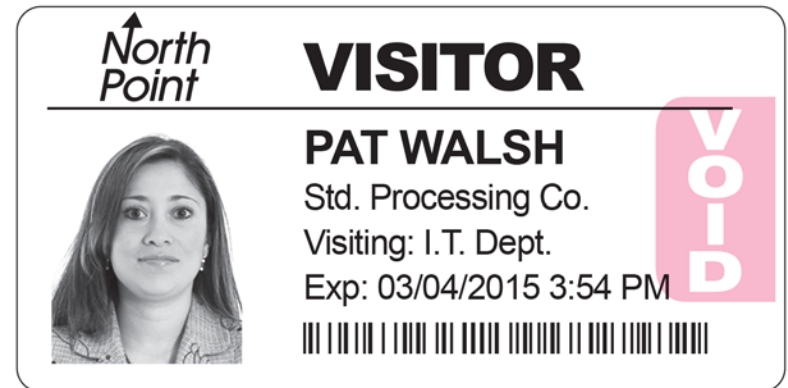 North
Point
VISITOR
PAT WALSH
Std. Processing Co.
Visiting: I.T. Dept.
Exp: 03/04/2015 3:54 PM
VOID